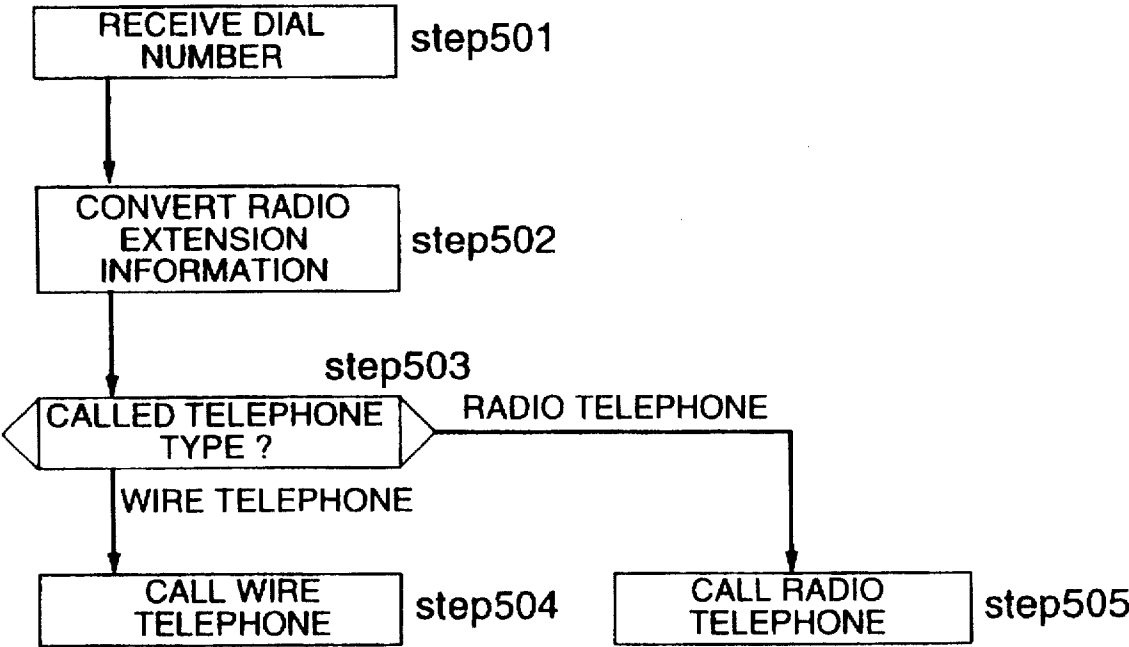 RECEIVE DIAL
NUMBER
step501
CONVERT RADIO
EXTENSION
INFORMATION
step502
step503
CALLED TELEPHONE
TYPE ?
RADIO TELEPHONE
WIRE TELEPHONE
CALL WIRE
TELEPHONE
step504
CALL RADIO
TELEPHONE
step505